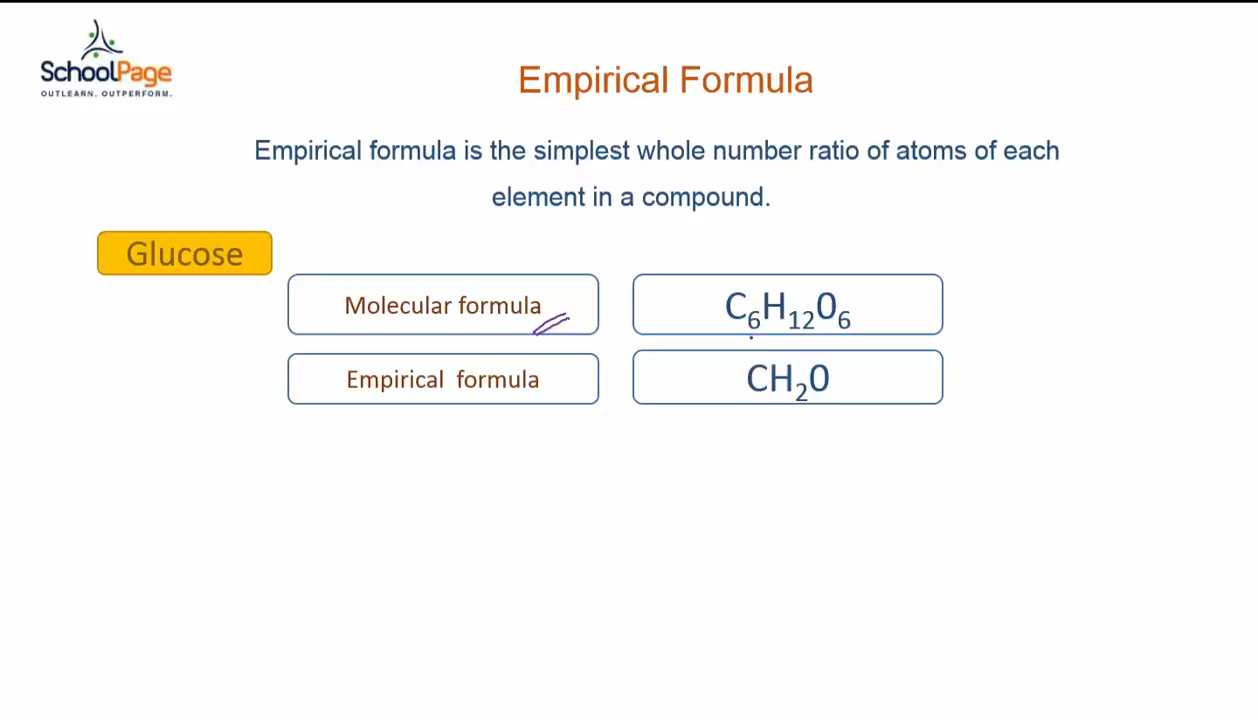 SchoolPage
OUTLEARN. OUTPERFORM.
Empirical Formula
Empirical formula is the simplest whole number ratio of atoms of each
element in a compound.
Glucose
Molecular formula
C₆H₁₂O₆
Empirical  formula
CH₂O